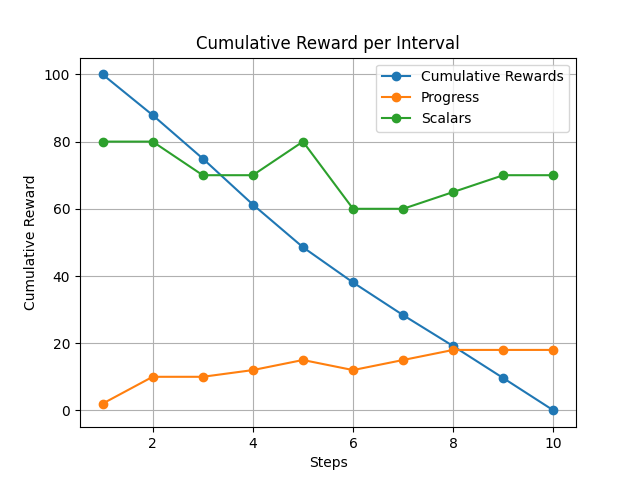 Cumulative Reward per Interval
Cumulative Rewards
Progress
Scalars
Cumulative Reward
100
80
60
40
20
0
2 4 6 8 10
Steps